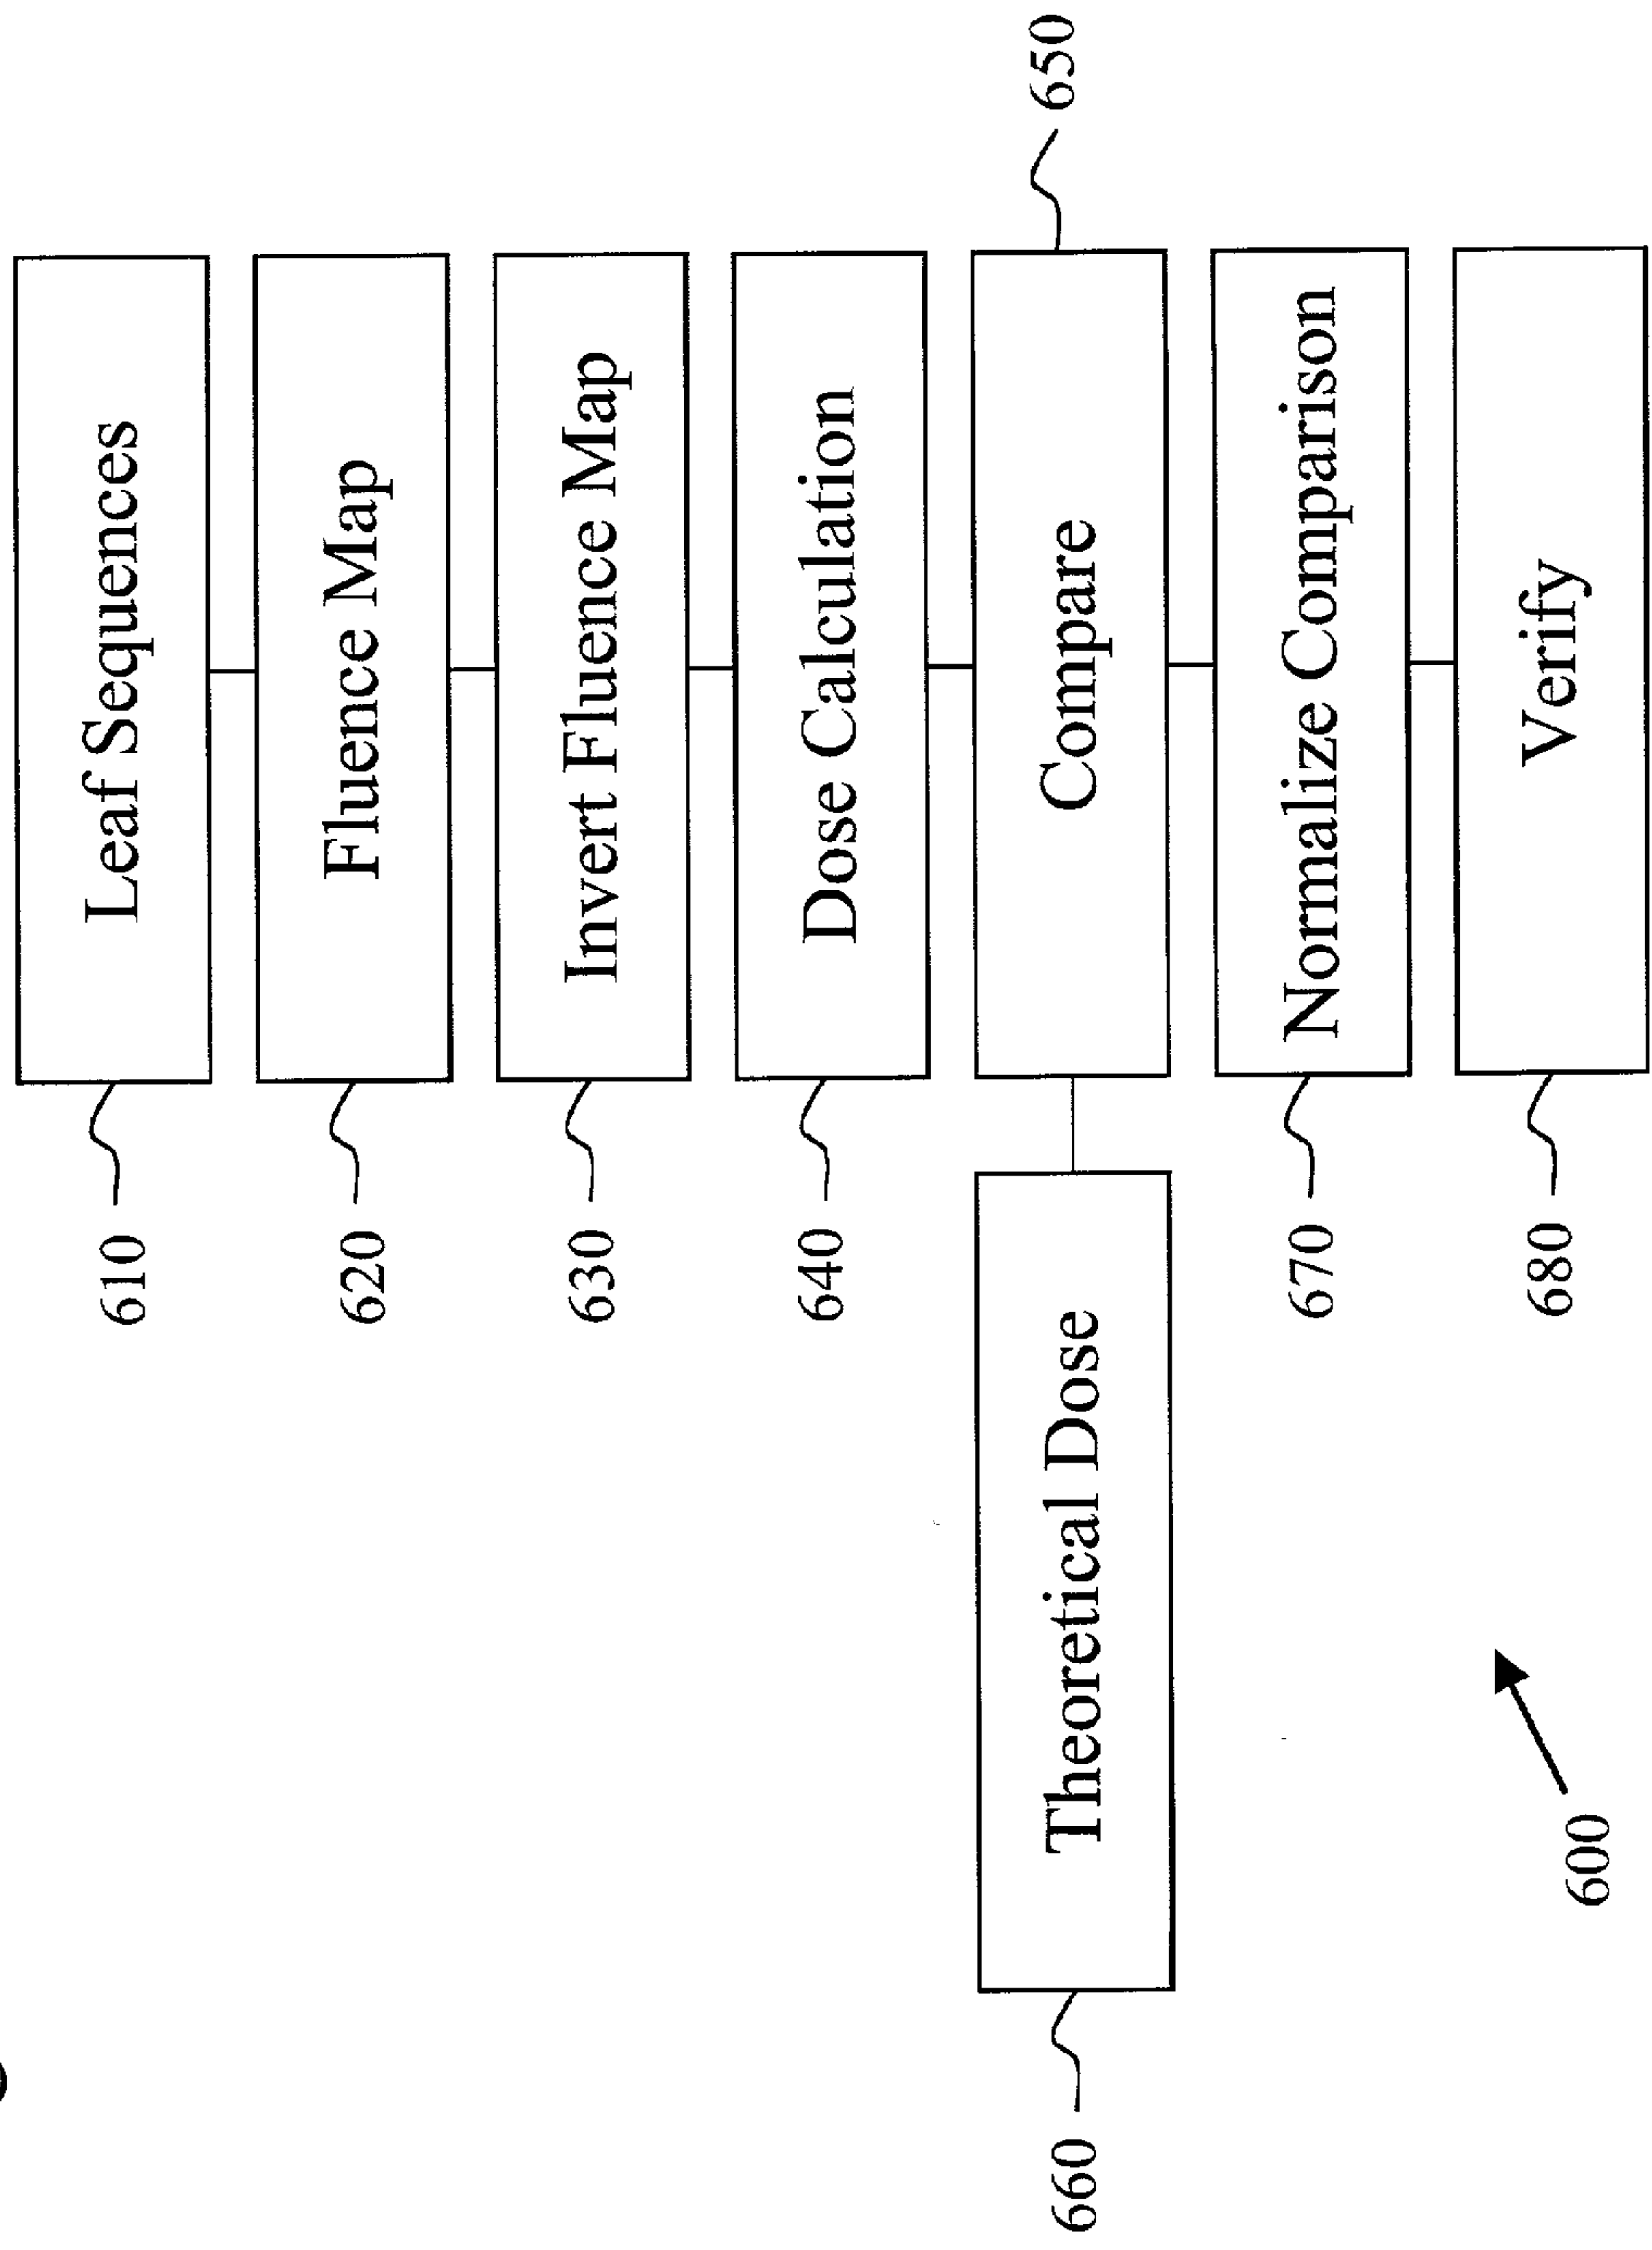 610
Leaf Sequences
620
Fluence Map
630
Invert Fluence Map
640
Dose Calculation
660
Theoretical Dose
Compare
650
670
Normalize Comparison
680
Verify
600